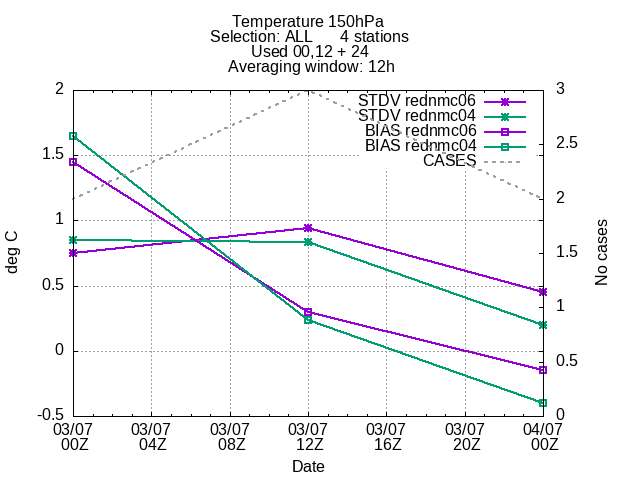 Temperature 150hPa
Selection: ALL 4 stations
Used 00,12 + 24
Averaging window: 12h
2
1.5
1
0.5
0
-0.5
deg C
STDV rednmc06
STDV rednmc04
BIAS rednmc06
BIAS rednmc04
CASES
3
2.5
2
1.5
1
0.5
0
No cases
03/07 03/07 03/07 03/07 03/07 03/07 04/07
00Z 04Z 08Z 12Z 16Z 20Z 00Z
Date